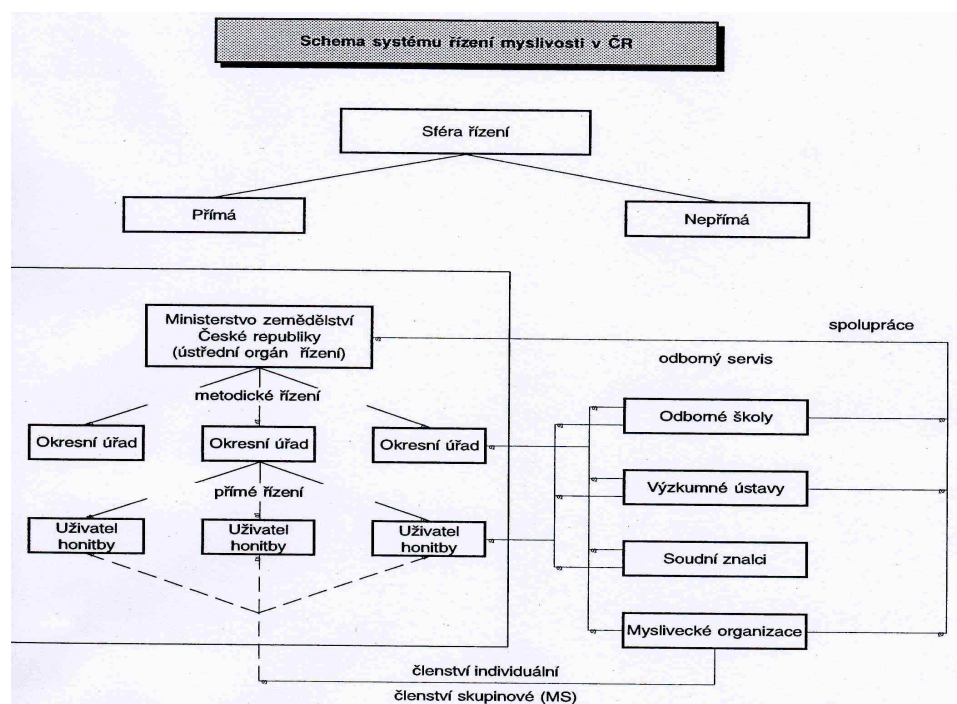 Schema systému řízení myslivosti v ČR
Sféra řízení
Přímá
Nepřímá
Ministerstvo zemědělství
České republiky
(ústřední orgán řízení)
spolupráce
odborný servis
metodické řízení
Okresní úřad
Okresní úřad
Okresní úřad
Odborné školy
přímé řízení
Výzkumné ústavy
Uživatel
honitby
Uživatel
honitby
Uživatel
honitby
Soudní znalci
Myslivecké organizace
členství individuální
členství skupinové (MS)